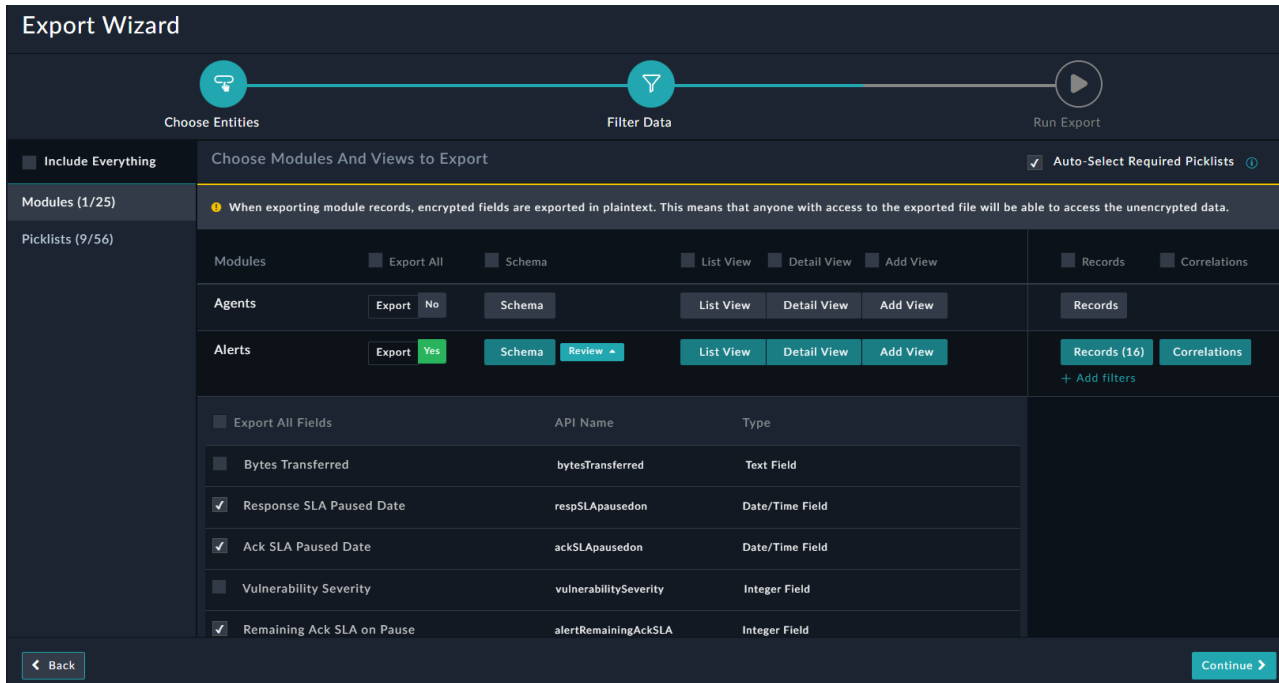 Export Wizard
Choose Entities
Filter Data
Run Export
Include Everything
Choose Modules And Views to Export
Auto-Select Required Picklists
Modules (1/25)
Picklists (9/56)
When exporting module records, encrypted fields are exported in plaintext. This means that anyone with access to the exported file will be able to access the unencrypted data.
Modules Export All Schema List View Detail View Add View Records Correlations
Agents Export No Schema List View Detail View Add View Records
Alerts Export Yes Schema Review List View Detail View Add View Records (16) Correlations
+ Add filters
Export All Fields API Name Type
Bytes Transferred bytesTransferred Text Field
Response SLA Paused Date respSLApausedon Date/Time Field
Ack SLA Paused Date ackSLApausedon Date/Time Field
Vulnerability Severity vulnerabilitySeverity Integer Field
Remaining Ack SLA on Pause alertRemainingAckSLA Integer Field
Back
Continue